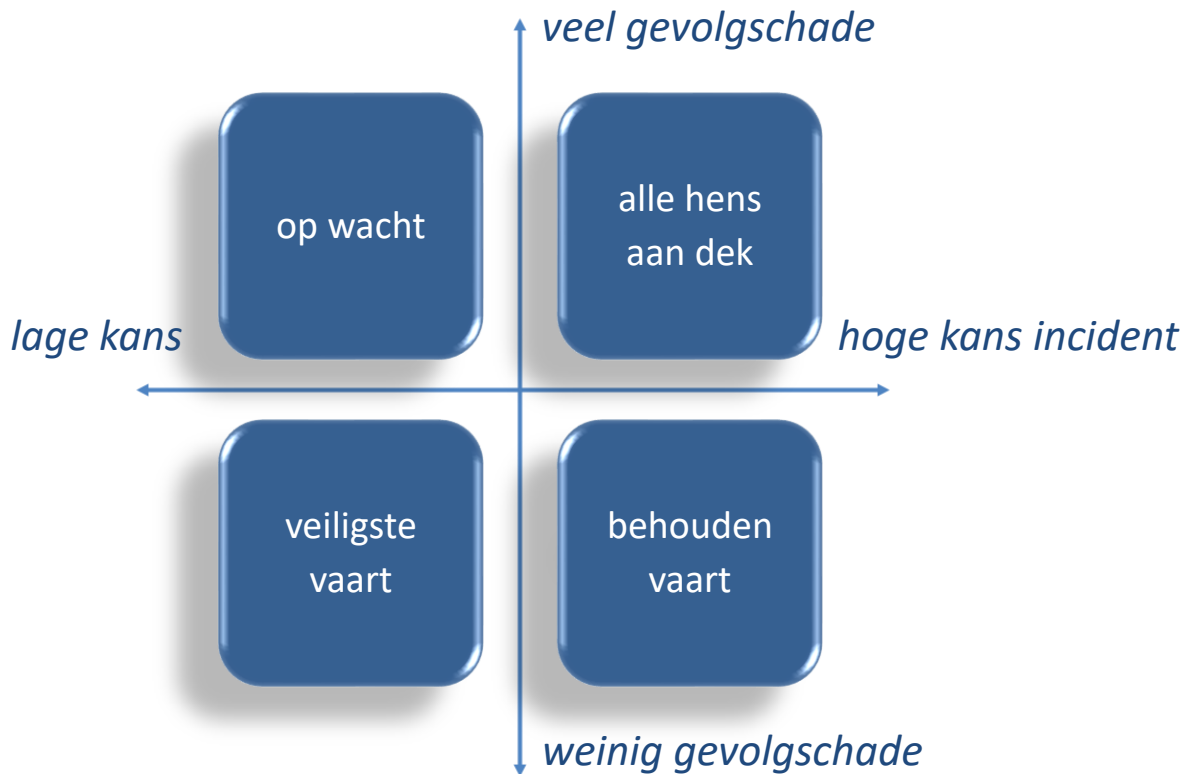 veel gevolgschade
op wacht
alle hens
aan dek
lage kans
hoge kans incident
veiligste
vaart
behouden
vaart
weinig gevolgschade